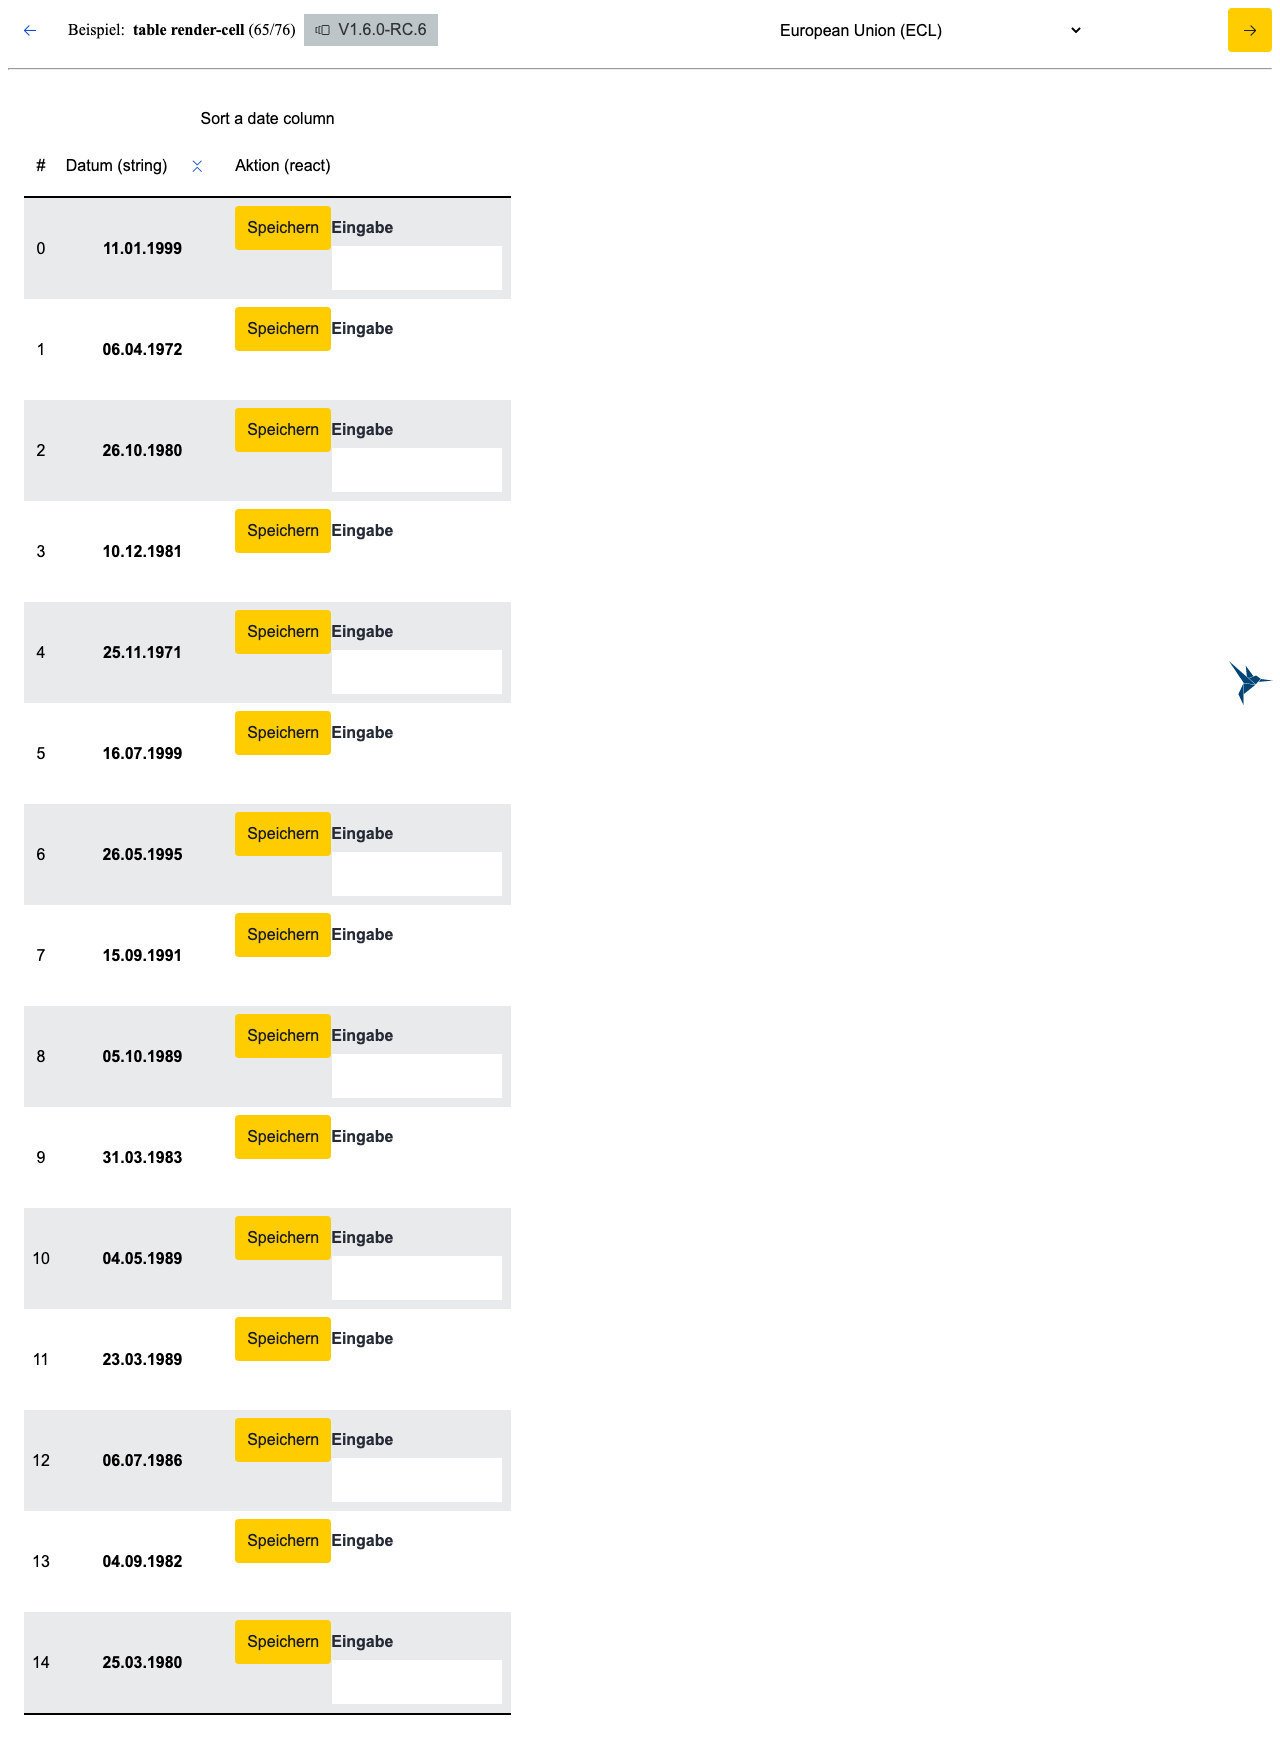 Beispiel: table render-cell (65/76) V1.6.0-RC.6 European Union (ECL)
Sort a date column
# Datum (string) Aktion (react)
0 11.01.1999 Speichern Eingabe
1 06.04.1972 Speichern Eingabe
2 26.10.1980 Speichern Eingabe
3 10.12.1981 Speichern Eingabe
4 25.11.1971 Speichern Eingabe
5 16.07.1999 Speichern Eingabe
6 26.05.1995 Speichern Eingabe
7 15.09.1991 Speichern Eingabe
8 05.10.1989 Speichern Eingabe
9 31.03.1983 Speichern Eingabe
10 04.05.1989 Speichern Eingabe
11 23.03.1989 Speichern Eingabe
12 06.07.1986 Speichern Eingabe
13 04.09.1982 Speichern Eingabe
14 25.03.1980 Speichern Eingabe